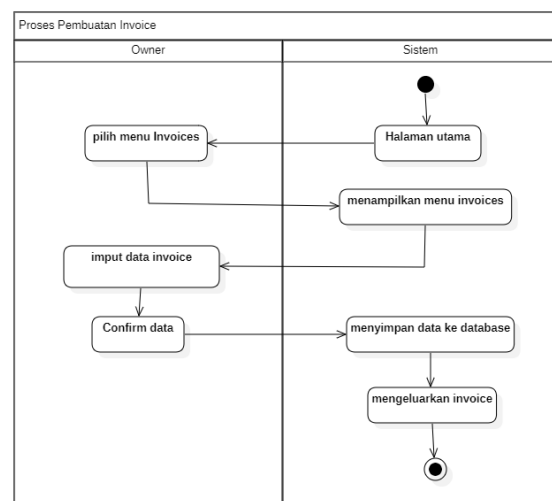 Proses Pembuatan Invoice
Owner
Sistem
Halaman utama
pilih menu Invoices
menampilkan menu invoices
imput data invoice
Confirm data
menyimpan data ke database
mengeluarkan invoice